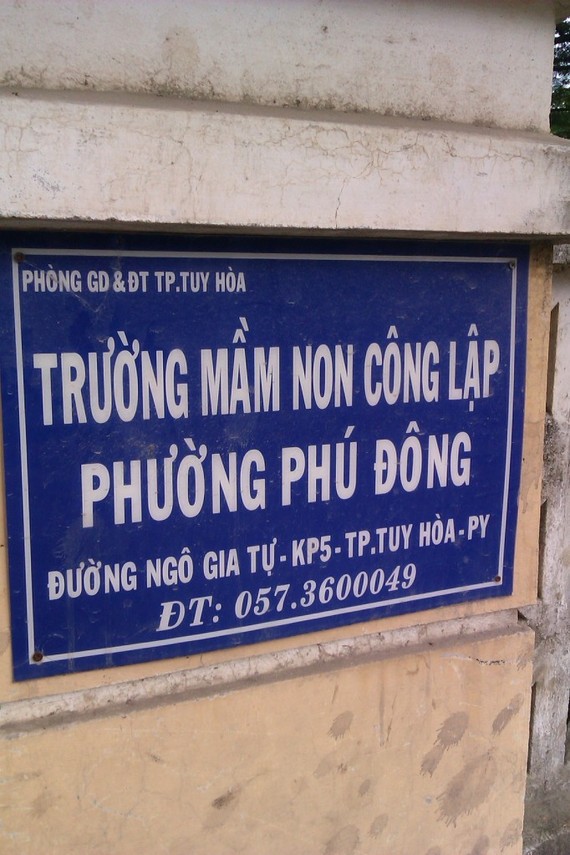 PHÒNG GD & ĐT TP.TUY HÒA
TRƯỜNG MẦM NON CÔNG LẬP
PHƯỜNG PHÚ ĐÔNG
ĐƯỜNG NGÔ GIA TỰ - KP5 - TP.TUY HÒA - PY
ĐT: 057.3600049